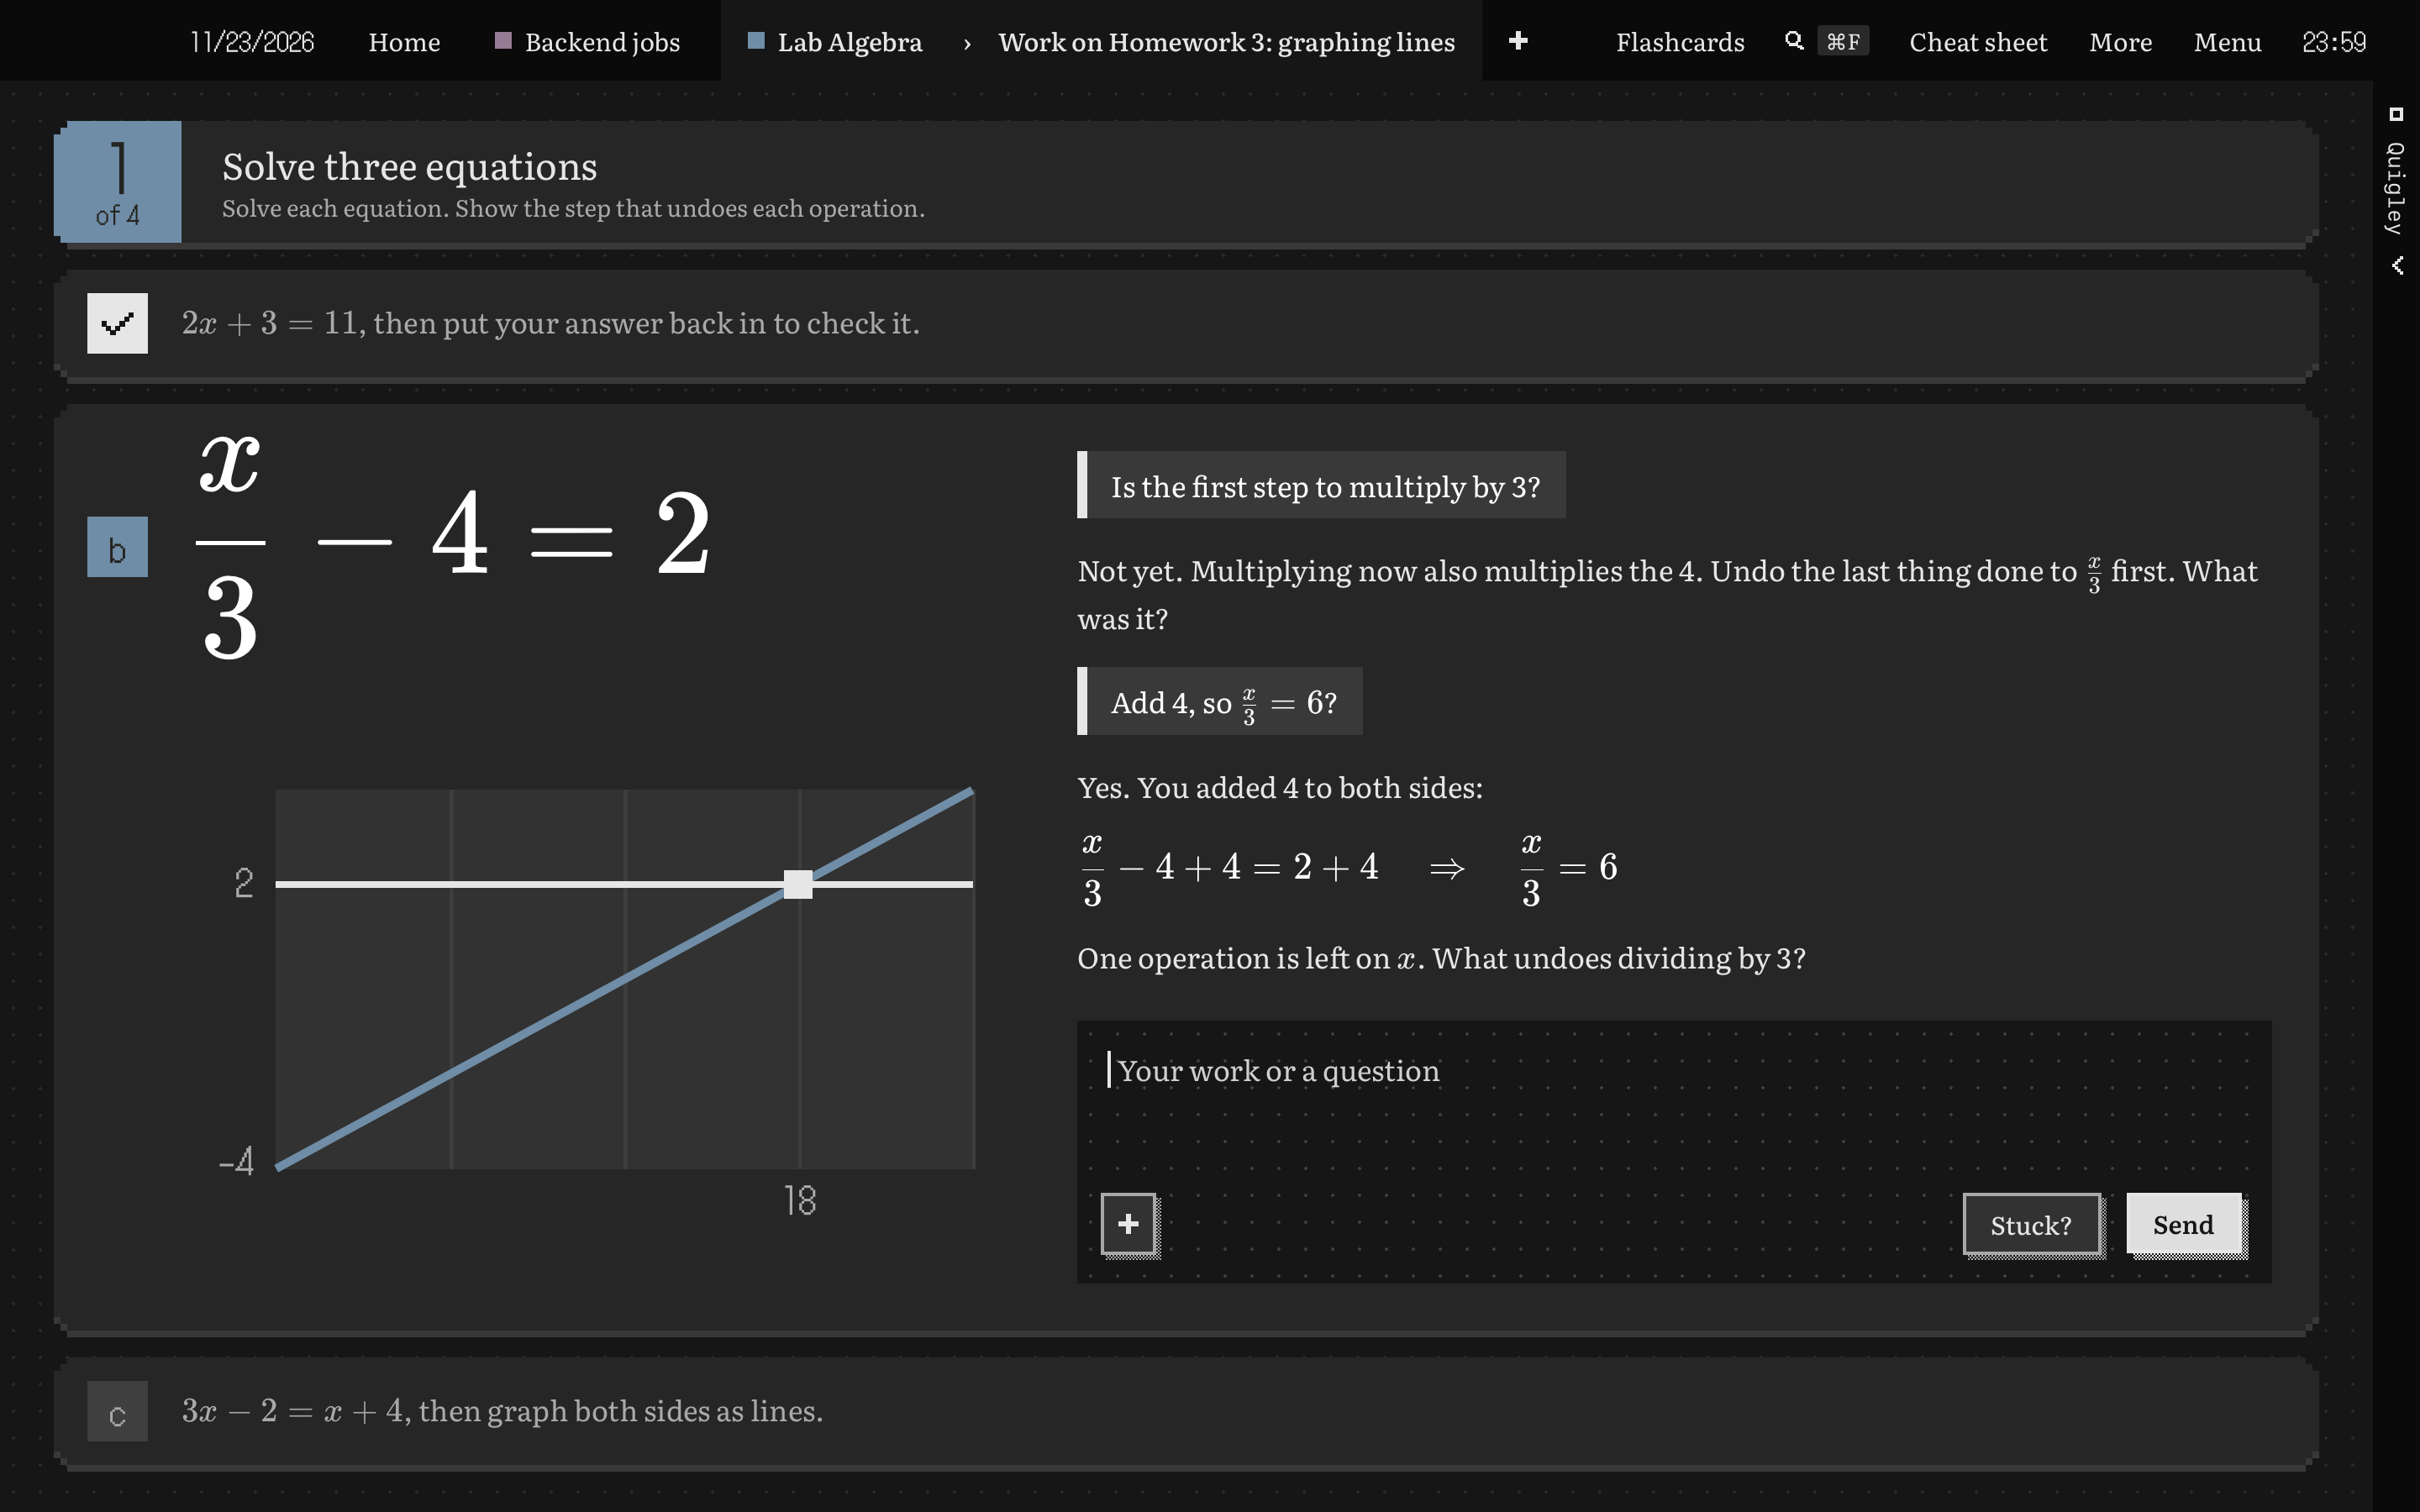 11/23/2026 Home Backend jobs Lab Algebra › Work on Homework 3: graphing lines + Flashcards ⌘F Cheat sheet More Menu 23:59
Quigley
1
of 4
Solve three equations
Solve each equation. Show the step that undoes each operation.
2x + 3 = 11, then put your answer back in to check it.
b
x/3 − 4 = 2
2
-4
18
Is the first step to multiply by 3?
Not yet. Multiplying now also multiplies the 4. Undo the last thing done to x/3 first. What
was it?
Add 4, so x/3 = 6?
Yes. You added 4 to both sides:
x/3 − 4 + 4 = 2 + 4 ⇒ x/3 = 6
One operation is left on x. What undoes dividing by 3?
Your work or a question
+ Stuck? Send
c
3x − 2 = x + 4, then graph both sides as lines.